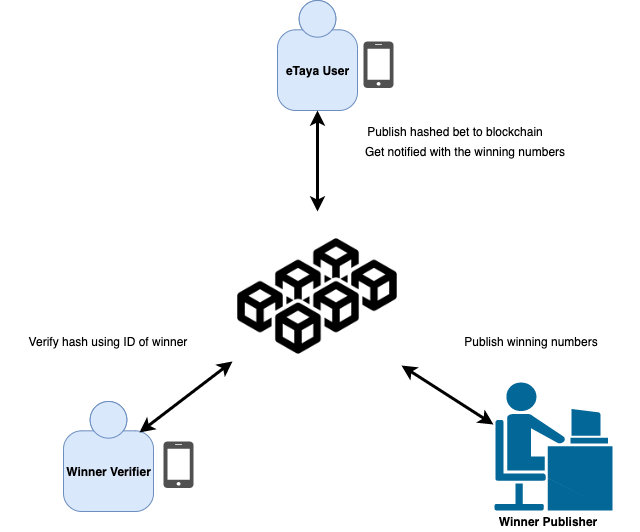 eTaya User
Publish hashed bet to blockchain
Get notified with the winning numbers
Verify hash using ID of winner
Publish winning numbers
Winner Verifier
Winner Publisher